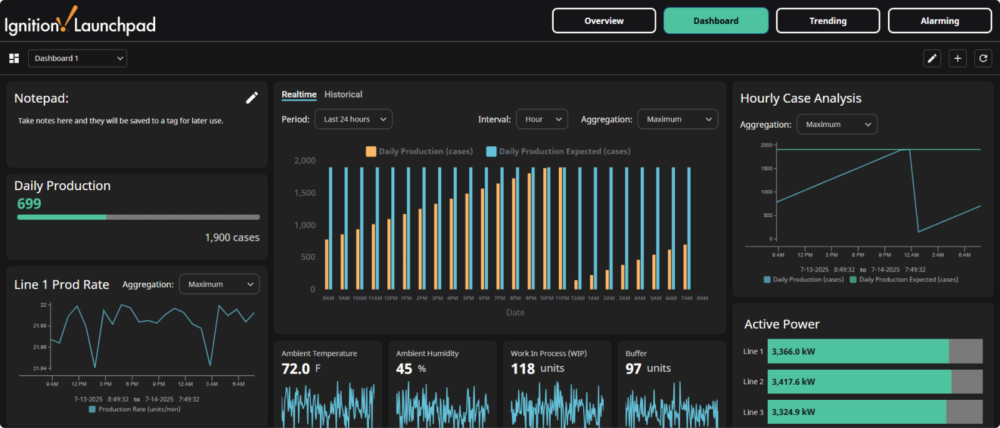 Ignition! Launchpad
Overview
Dashboard
Trending
Alarming
Dashboard 1
Notepad:
Take notes here and they will be saved to a tag for later use.
Daily Production
699
1,900 cases
Line 1 Prod Rate
Aggregation: Maximum
22
21.98
21.96
21.94
9 AM 12 PM 3 PM 6 PM 9 PM 12 AM 3 AM 6 AM
7-13-2025 8:49:32 to 7-14-2025 7:49:32
Production Rate (units/min)
Realtime Historical
Period: Last 24 hours
Interval: Hour
Aggregation: Maximum
Daily Production (cases) Daily Production Expected (cases)
2,000
1,500
1,000
500
0
8AM 9AM 10AM 11AM 12PM 1PM 2PM 3PM 4PM 5PM 6PM 7PM 8PM 9PM 10PM 11PM 12AM 1AM 2AM 3AM 4AM 5AM 6AM 7AM 8AM
Date
Ambient Temperature
72.0 F
Ambient Humidity
45 %
Work In Process (WIP)
118 units
Buffer
97 units
Hourly Case Analysis
Aggregation: Maximum
2000
1500
1000
500
0
9 AM 12 PM 3 PM 6 PM 9 PM 12 AM 3 AM 6 AM
7-13-2025 8:49:32 to 7-14-2025 7:49:32
Daily Production (cases) Daily Production Expected (cases)
Active Power
Line 1 3,366.0 kW
Line 2 3,417.6 kW
Line 3 3,324.9 kW